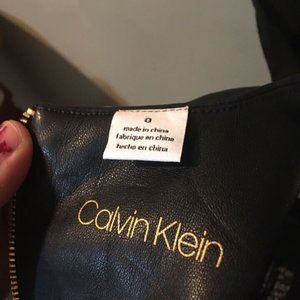 0
made in china
fabriqué en chine
hecho en china
Calvin Klein